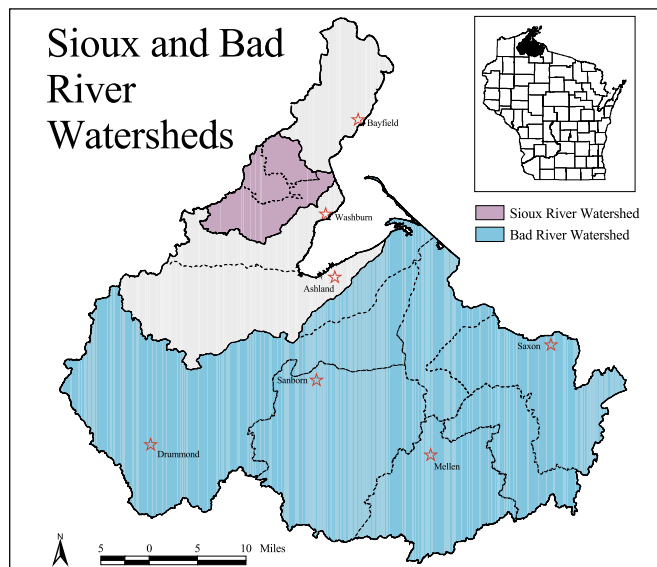 Sioux and Bad
River
Watersheds
Bayfield
Sioux River Watershed
Washburn
Bad River Watershed
Ashland
Saxon
Sanborn
Drummond
Mellen
N
5 0 5 10 Miles